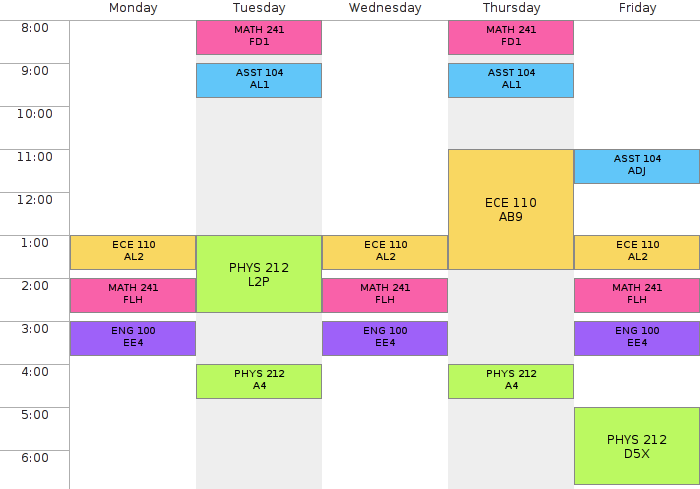 Monday Tuesday Wednesday Thursday Friday
8:00
MATH 241
FD1
MATH 241
FD1
9:00
ASST 104
AL1
ASST 104
AL1
10:00
11:00
ECE 110
AB9
ASST 104
ADJ
12:00
1:00
ECE 110
AL2
PHYS 212
L2P
ECE 110
AL2
ECE 110
AL2
2:00
MATH 241
FLH
MATH 241
FLH
MATH 241
FLH
3:00
ENG 100
EE4
ENG 100
EE4
ENG 100
EE4
4:00
PHYS 212
A4
PHYS 212
A4
5:00
PHYS 212
D5X
6:00